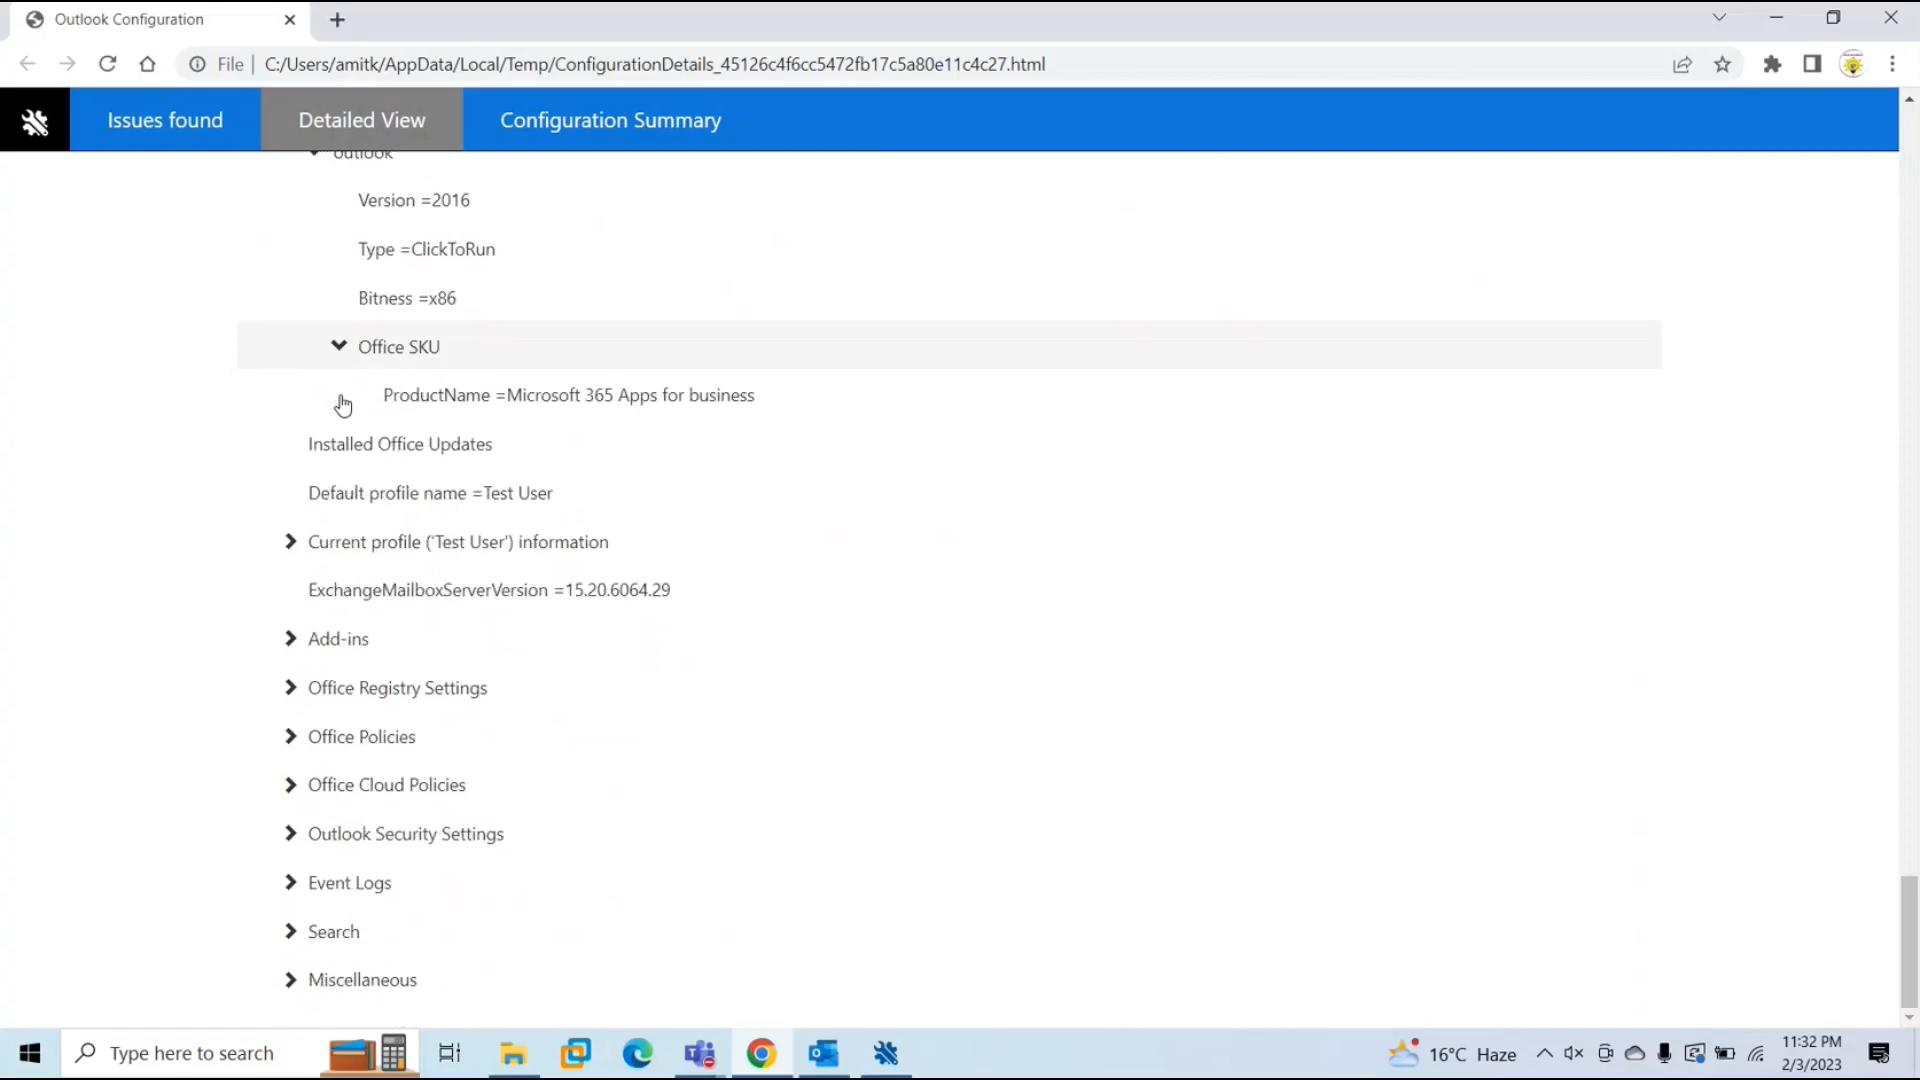 Outlook Configuration
File | C:/Users/amitk/AppData/Local/Temp/ConfigurationDetails_45126c4f6cc5472fb17c5a80e11c4c27.html
Issues found
Detailed View
Configuration Summary
outlook
Version =2016
Type =ClickToRun
Bitness =x86
Office SKU
ProductName =Microsoft 365 Apps for business
Installed Office Updates
Default profile name =Test User
Current profile ('Test User') information
ExchangeMailboxServerVersion =15.20.6064.29
Add-ins
Office Registry Settings
Office Policies
Office Cloud Policies
Outlook Security Settings
Event Logs
Search
Miscellaneous
Type here to search
16°C Haze
11:32 PM
2/3/2023